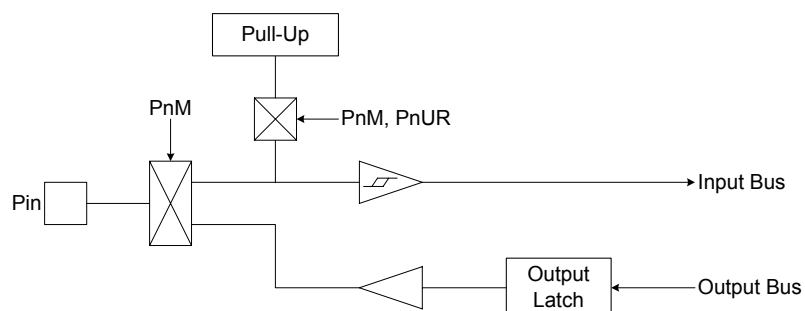 Pull-Up
PnM
PnM, PnUR
Pin
Input Bus
Output
Latch
Output Bus